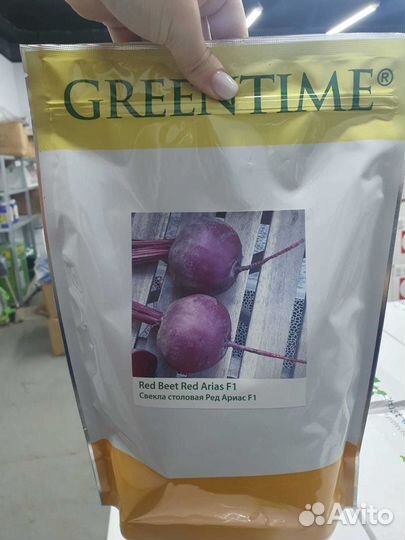 GREENTIME®
Red Beet Red Arias F1
Свекла столовая Ред Ариас F1
Avito